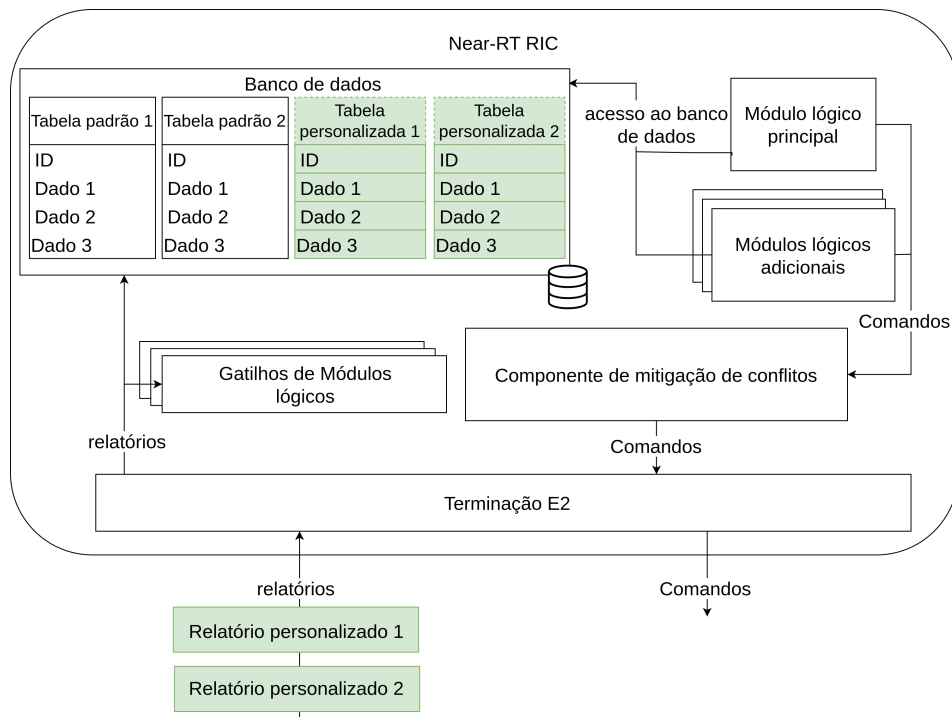 Near-RT RIC
Banco de dados
Tabela padrão 1
ID
Dado 1
Dado 2
Dado 3
Tabela padrão 2
ID
Dado 1
Dado 2
Dado 3
Tabela
personalizada 1
ID
Dado 1
Dado 2
Dado 3
Tabela
personalizada 2
ID
Dado 1
Dado 2
Dado 3
acesso ao banco
de dados
Módulo lógico
principal
Módulos lógicos
adicionais
Comandos
Gatilhos de Módulos
lógicos
Componente de mitigação de conflitos
relatórios
Comandos
Terminação E2
relatórios
Comandos
Relatório personalizado 1
Relatório personalizado 2